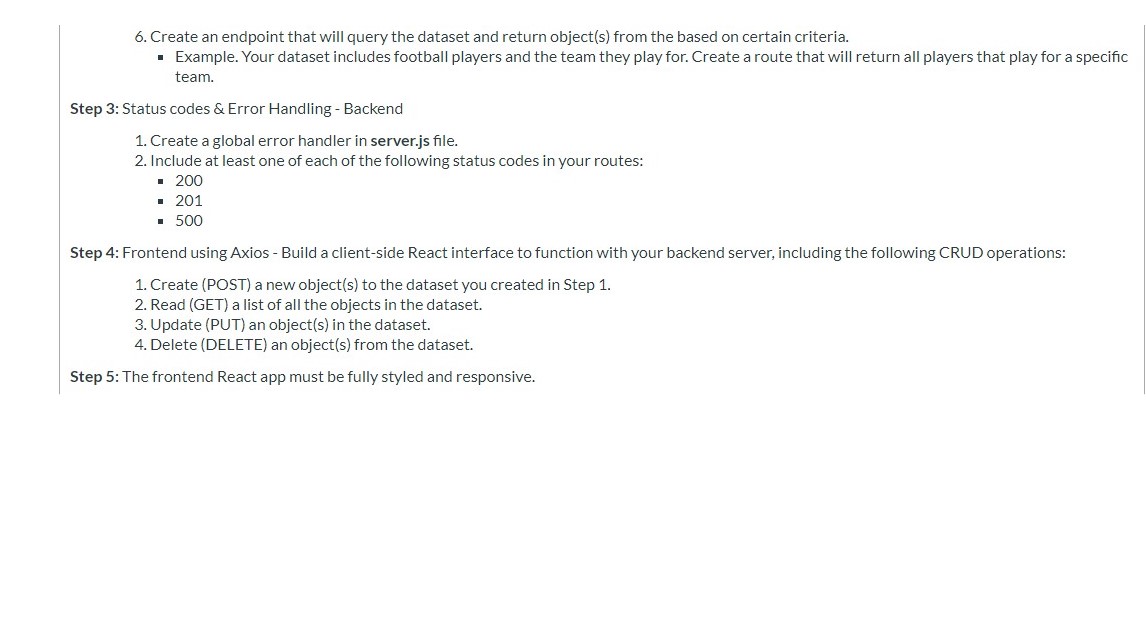 6. Create an endpoint that will query the dataset and return object(s) from the based on certain criteria.
▪ Example. Your dataset includes football players and the team they play for. Create a route that will return all players that play for a specific
team.
Step 3: Status codes & Error Handling - Backend
1. Create a global error handler in server.js file.
2. Include at least one of each of the following status codes in your routes:
▪ 200
▪ 201
▪ 500
Step 4: Frontend using Axios - Build a client-side React interface to function with your backend server, including the following CRUD operations:
1. Create (POST) a new object(s) to the dataset you created in Step 1.
2. Read (GET) a list of all the objects in the dataset.
3. Update (PUT) an object(s) in the dataset.
4. Delete (DELETE) an object(s) from the dataset.
Step 5: The frontend React app must be fully styled and responsive.